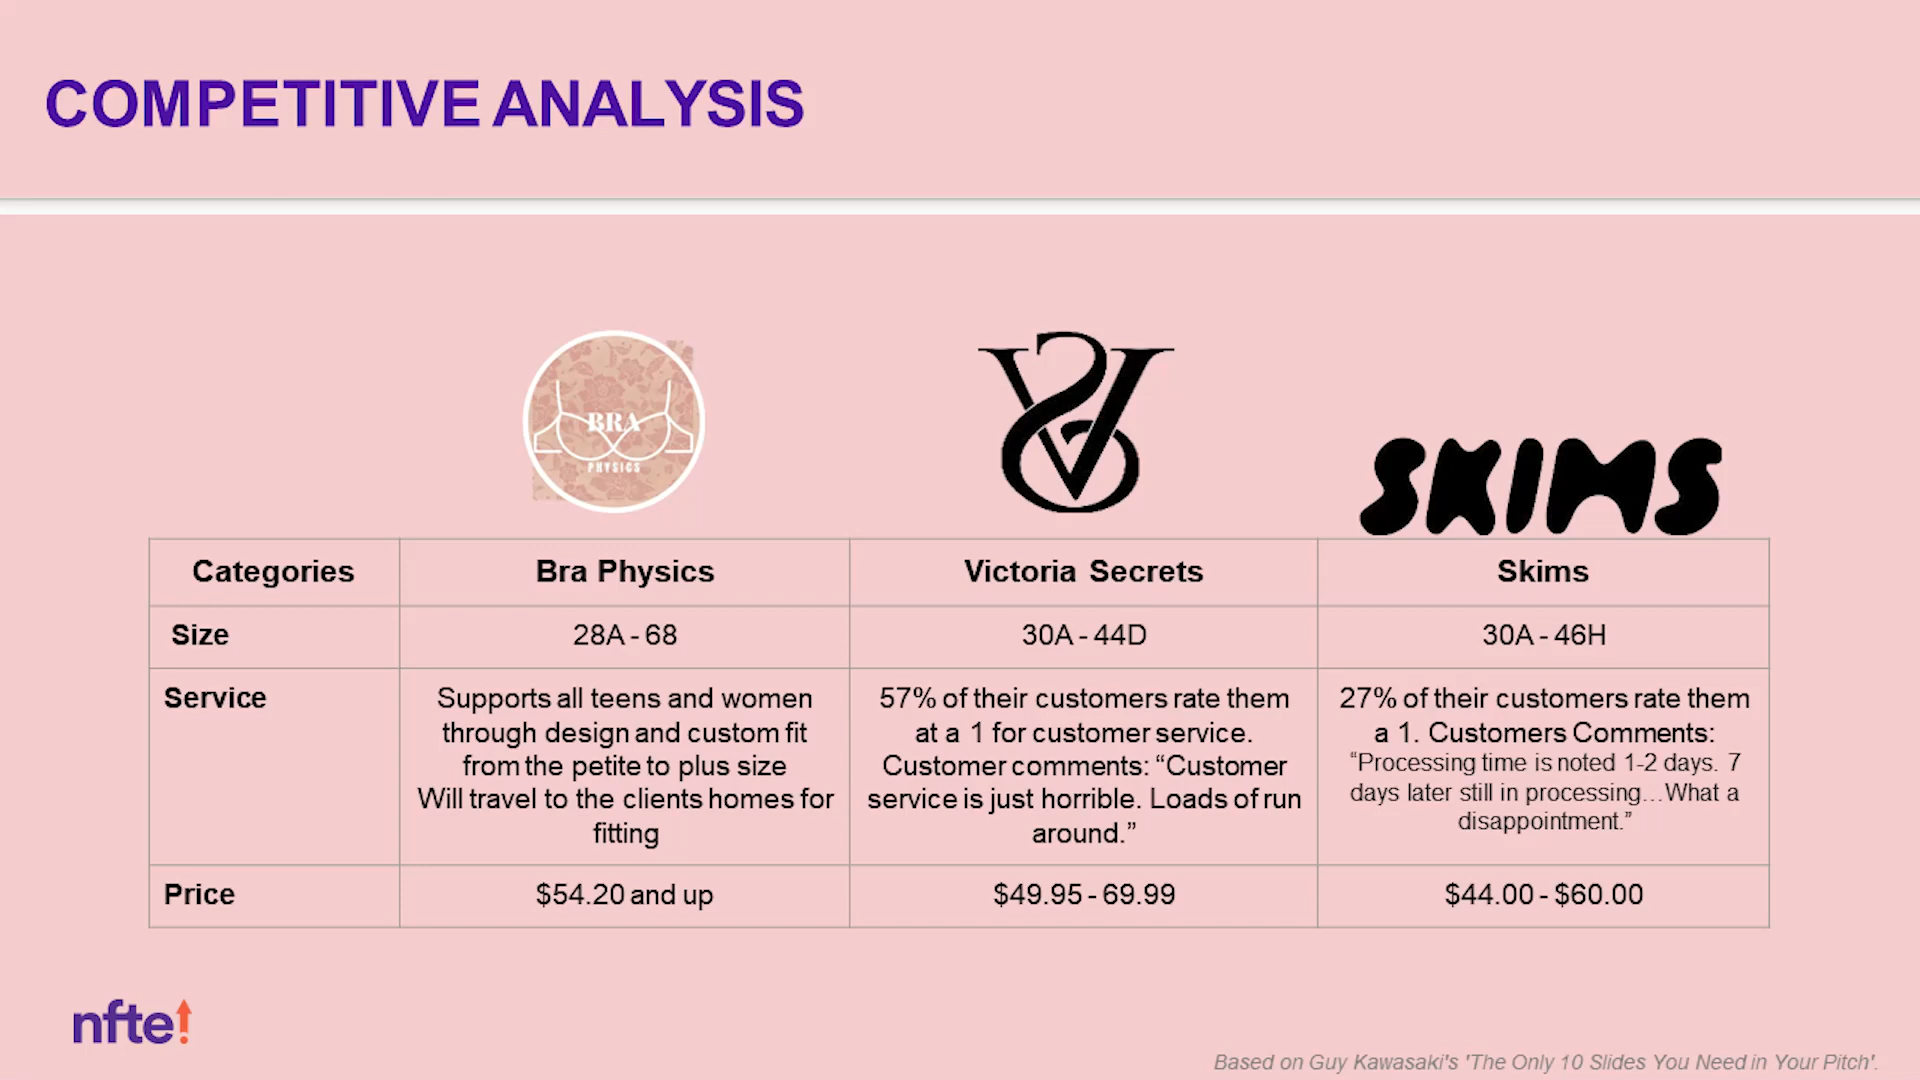 COMPETITIVE ANALYSIS
BRA
PHYSICS
SKIMS
Categories
Bra Physics
Victoria Secrets
Skims
Size
28A - 68
30A - 44D
30A - 46H
Service
Supports all teens and women
through design and custom fit
from the petite to plus size
Will travel to the clients homes for
fitting
57% of their customers rate them
at a 1 for customer service.
Customer comments: “Customer
service is just horrible. Loads of run
around.”
27% of their customers rate them
a 1. Customers Comments:
“Processing time is noted 1-2 days. 7
days later still in processing…What a
disappointment.”
Price
$54.20 and up
$49.95 - 69.99
$44.00 - $60.00
nfte!
Based on Guy Kawasaki's 'The Only 10 Slides You Need in Your Pitch'.